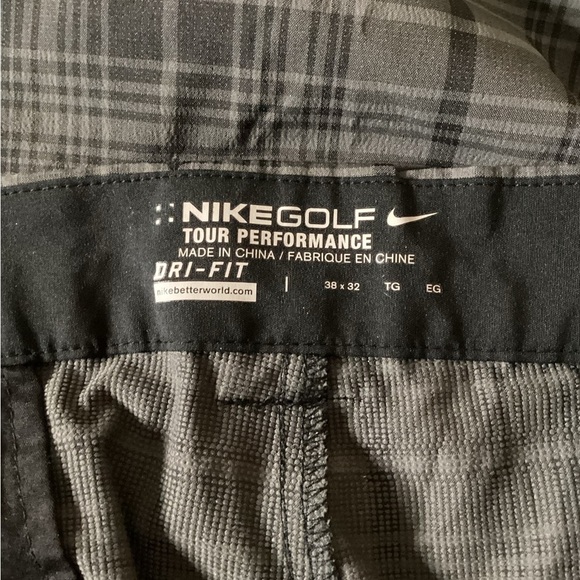 NIKEGOLF
TOUR PERFORMANCE
MADE IN CHINA / FABRIQUE EN CHINE
DRI-FIT
nikebetterworld.com | 38 x 32 TG EG